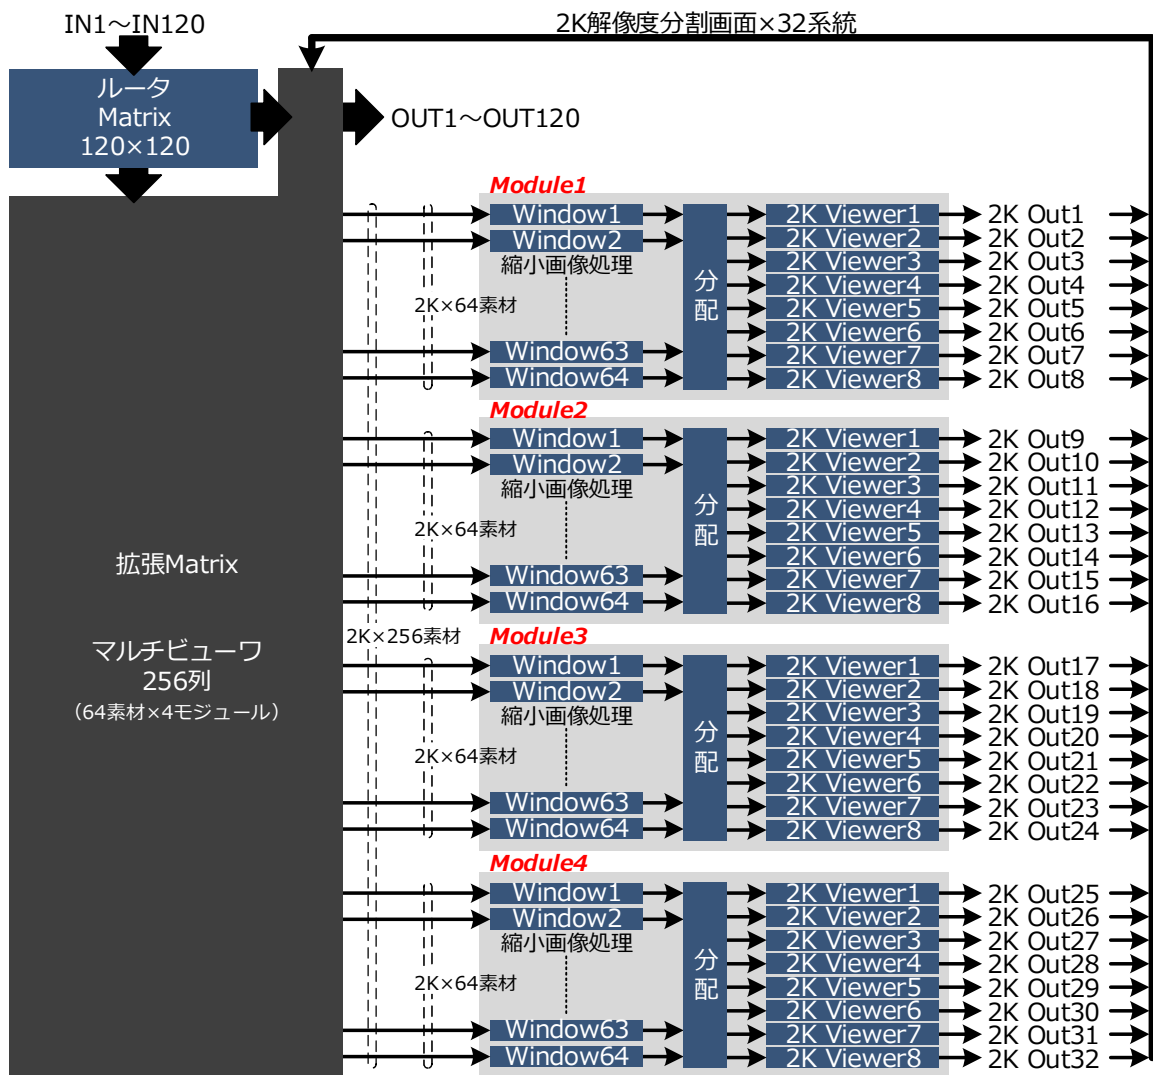 IN1～IN120
2K解像度分割画面×32系統
ルータ
Matrix
120×120
OUT1～OUT120
拡張Matrix
マルチビューワ
256列
（64素材×4モジュール）
2K×256素材
Module1
Window1
Window2
縮小画像処理
2K×64素材
Window63
Window64
分配
2K Viewer1
2K Viewer2
2K Viewer3
2K Viewer4
2K Viewer5
2K Viewer6
2K Viewer7
2K Viewer8
2K Out1
2K Out2
2K Out3
2K Out4
2K Out5
2K Out6
2K Out7
2K Out8
Module2
Window1
Window2
縮小画像処理
2K×64素材
Window63
Window64
分配
2K Viewer1
2K Viewer2
2K Viewer3
2K Viewer4
2K Viewer5
2K Viewer6
2K Viewer7
2K Viewer8
2K Out9
2K Out10
2K Out11
2K Out12
2K Out13
2K Out14
2K Out15
2K Out16
Module3
Window1
Window2
縮小画像処理
2K×64素材
Window63
Window64
分配
2K Viewer1
2K Viewer2
2K Viewer3
2K Viewer4
2K Viewer5
2K Viewer6
2K Viewer7
2K Viewer8
2K Out17
2K Out18
2K Out19
2K Out20
2K Out21
2K Out22
2K Out23
2K Out24
Module4
Window1
Window2
縮小画像処理
2K×64素材
Window63
Window64
分配
2K Viewer1
2K Viewer2
2K Viewer3
2K Viewer4
2K Viewer5
2K Viewer6
2K Viewer7
2K Viewer8
2K Out25
2K Out26
2K Out27
2K Out28
2K Out29
2K Out30
2K Out31
2K Out32